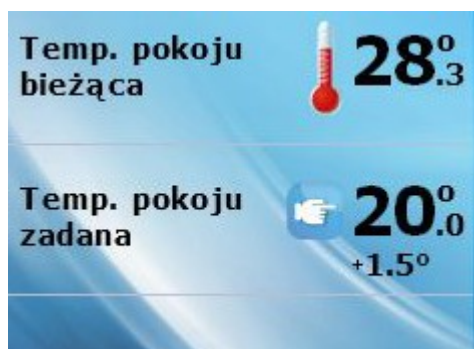 Temp. pokoju
bieżąca
28.3°
Temp. pokoju
zadana
20.0°
+1.5°